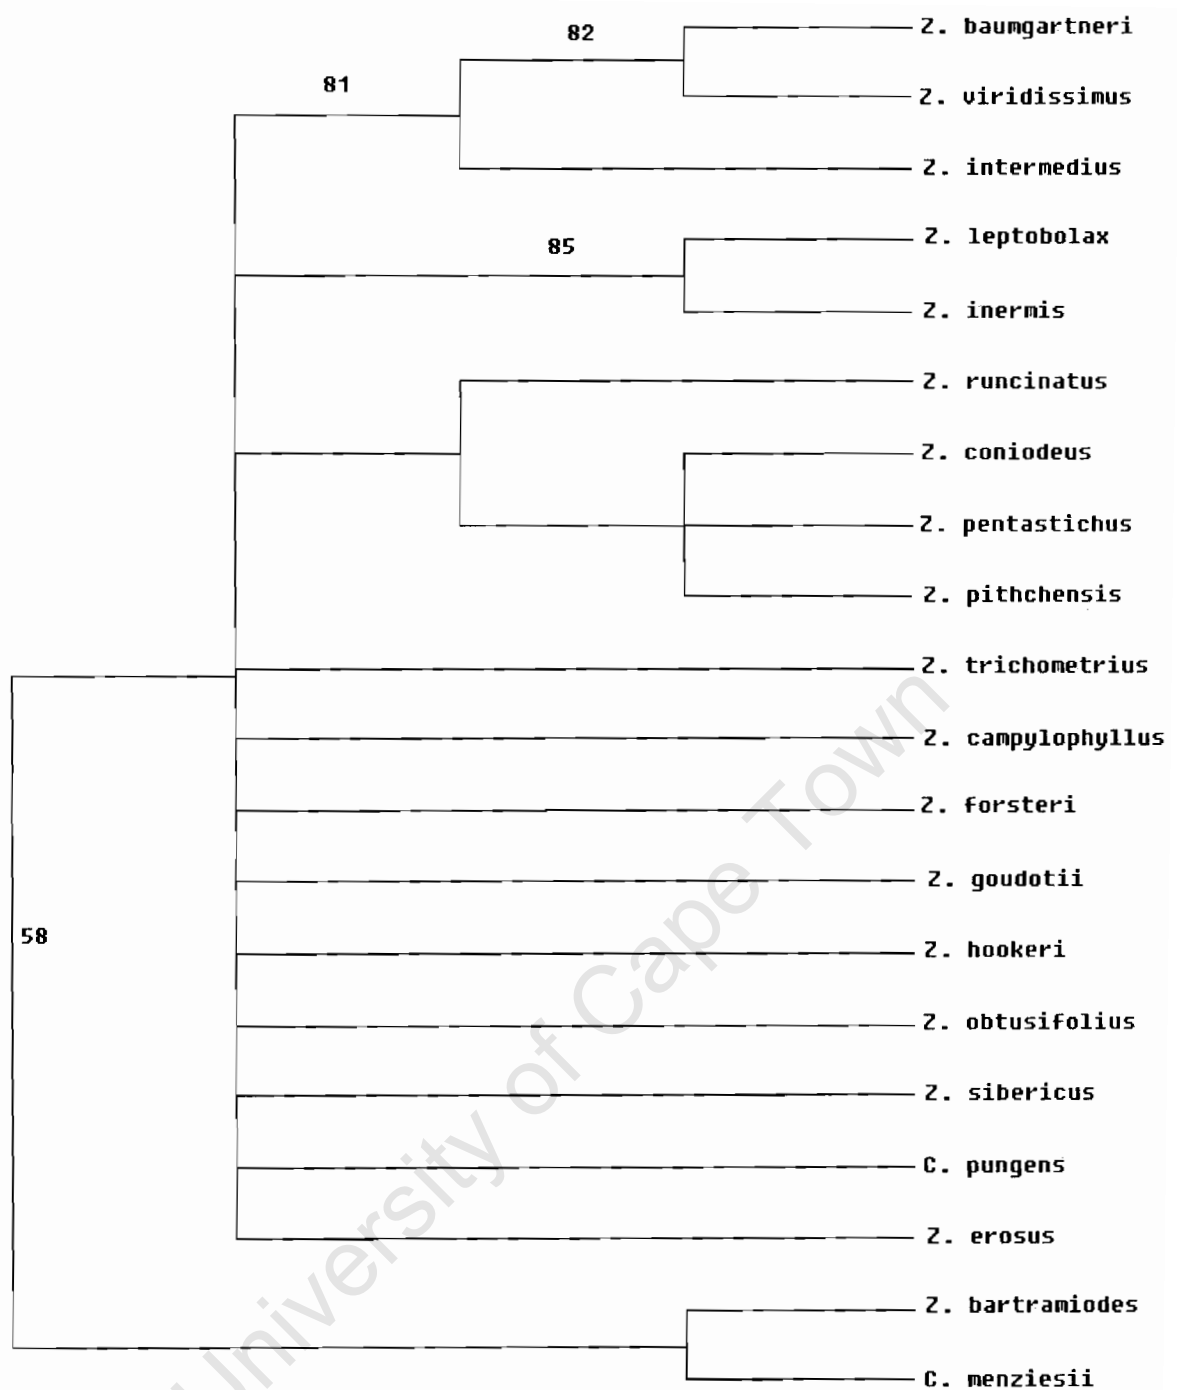 82
Z. baumgartneri
81
Z. viridissimus
Z. intermedius
85
Z. leptobolax
Z. inermis
Z. runcinatus
Z. coniodeus
Z. pentastichus
Z. pithchensis
Z. trichometrius
Z. campylophyllus
Z. forsteri
Z. goudotii
58
Z. hookeri
Z. obtusifolius
Z. sibericus
C. pungens
Z. erosus
Z. bartramiodes
C. menziesii
University of Cape Town